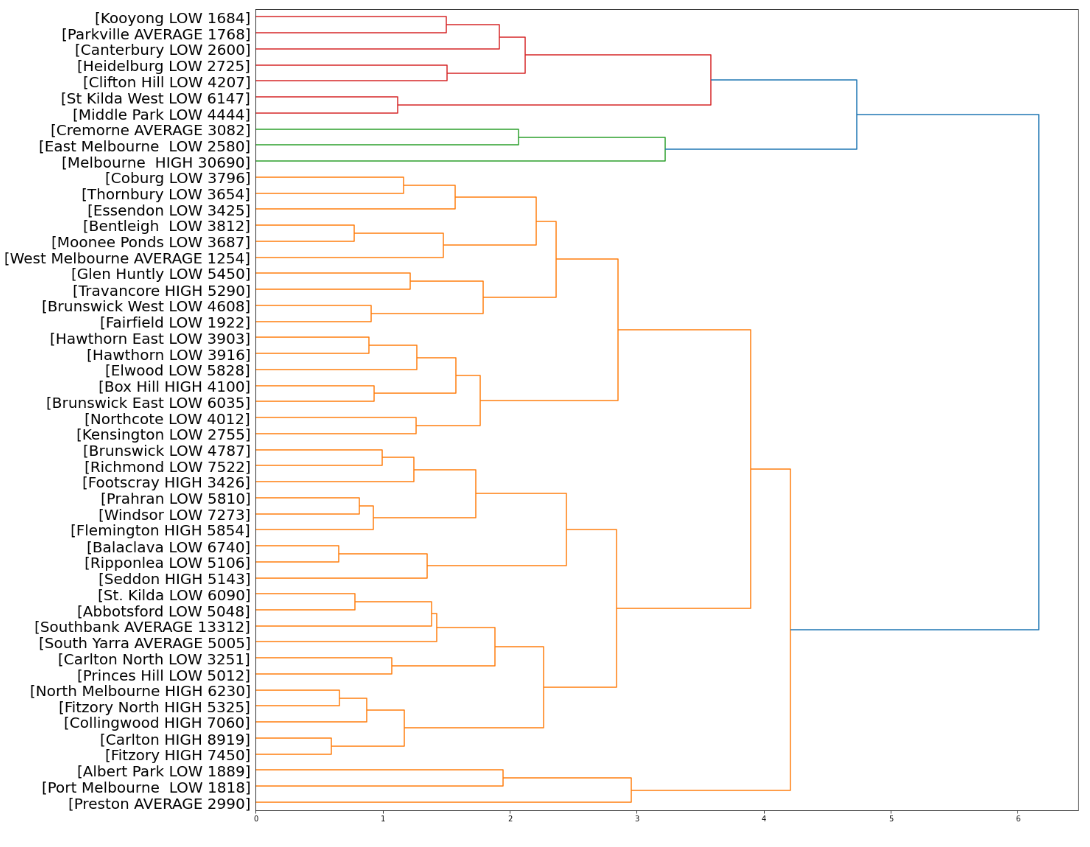 [Kooyong LOW 1684]
[Parkville AVERAGE 1768]
[Canterbury LOW 2600]
[Heidelburg LOW 2725]
[Clifton Hill LOW 4207]
[St Kilda West LOW 6147]
[Middle Park LOW 4444]
[Cremorne AVERAGE 3082]
[East Melbourne  LOW 2580]
[Melbourne  HIGH 30690]
[Coburg LOW 3796]
[Thornbury LOW 3654]
[Essendon LOW 3425]
[Bentleigh  LOW 3812]
[Moonee Ponds LOW 3687]
[West Melbourne AVERAGE 1254]
[Glen Huntly LOW 5450]
[Travancore HIGH 5290]
[Brunswick West LOW 4608]
[Fairfield LOW 1922]
[Hawthorn East LOW 3903]
[Hawthorn LOW 3916]
[Elwood LOW 5828]
[Box Hill HIGH 4100]
[Brunswick East LOW 6035]
[Northcote LOW 4012]
[Kensington LOW 2755]
[Brunswick LOW 4787]
[Richmond LOW 7522]
[Footscray HIGH 3426]
[Prahran LOW 5810]
[Windsor LOW 7273]
[Flemington HIGH 5854]
[Balaclava LOW 6740]
[Ripponlea LOW 5106]
[Seddon HIGH 5143]
[St. Kilda LOW 6090]
[Abbotsford LOW 5048]
[Southbank AVERAGE 13312]
[South Yarra AVERAGE 5005]
[Carlton North LOW 3251]
[Princes Hill LOW 5012]
[North Melbourne HIGH 6230]
[Fitzory North HIGH 5325]
[Collingwood HIGH 7060]
[Carlton HIGH 8919]
[Fitzory HIGH 7450]
[Albert Park LOW 1889]
[Port Melbourne  LOW 1818]
[Preston AVERAGE 2990]
0 1 2 3 4 5 6